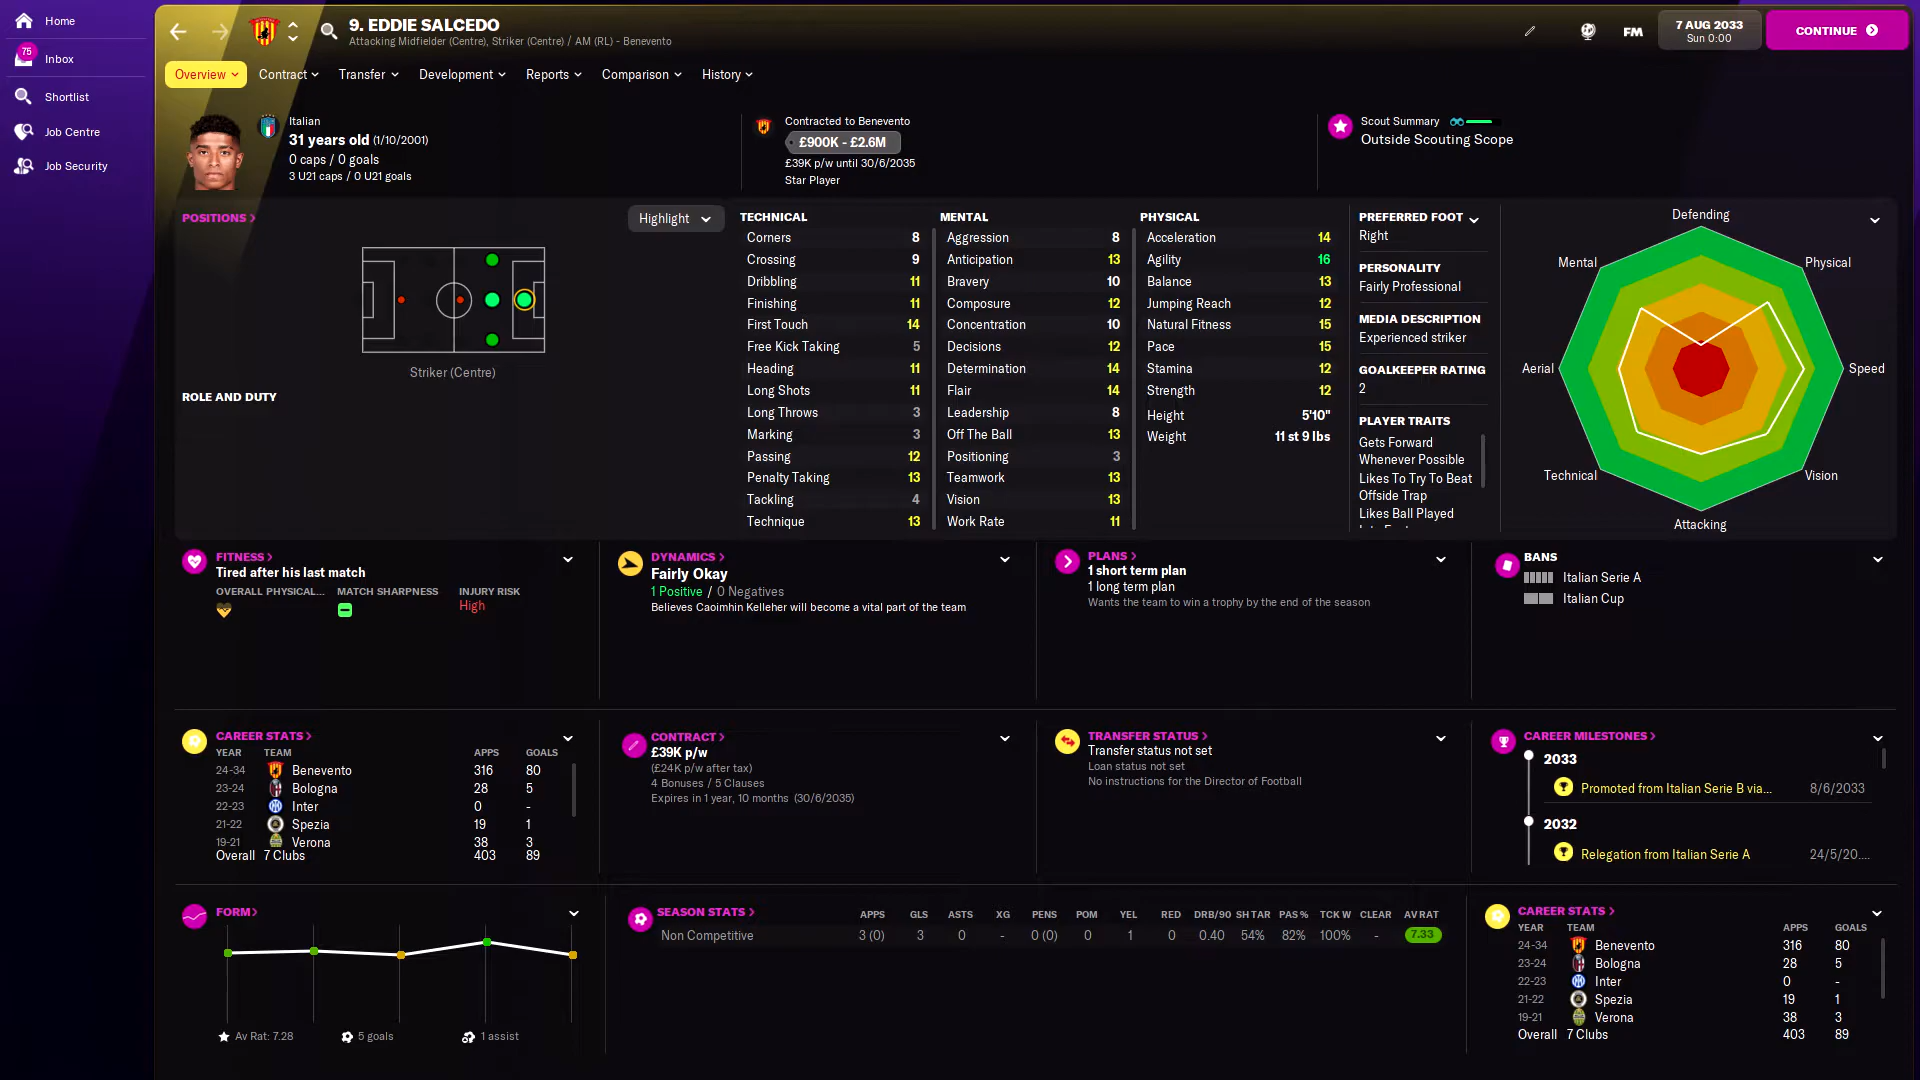 Home
75
Inbox
Shortlist
Job Centre
Job Security
9. EDDIE SALCEDO
Attacking Midfielder (Centre), Striker (Centre) / AM (RL) - Benevento
FM
7 AUG 2033
Sun 0:00
CONTINUE
Overview
Contract
Transfer
Development
Reports
Comparison
History
Italian
31 years old (1/10/2001)
0 caps / 0 goals
3 U21 caps / 0 U21 goals
Contracted to Benevento
£900K - £2.6M
£39K p/w until 30/6/2035
Star Player
Scout Summary
Outside Scouting Scope
POSITIONS
Highlight
Striker (Centre)
ROLE AND DUTY
TECHNICAL
Corners 8
Crossing 9
Dribbling 11
Finishing 11
First Touch 14
Free Kick Taking 5
Heading 11
Long Shots 11
Long Throws 3
Marking 3
Passing 12
Penalty Taking 13
Tackling 4
Technique 13
MENTAL
Aggression 8
Anticipation 13
Bravery 10
Composure 12
Concentration 10
Decisions 12
Determination 14
Flair 14
Leadership 8
Off The Ball 13
Positioning 3
Teamwork 13
Vision 13
Work Rate 11
PHYSICAL
Acceleration 14
Agility 16
Balance 13
Jumping Reach 12
Natural Fitness 15
Pace 15
Stamina 12
Strength 12
Height 5'10"
Weight 11 st 9 lbs
PREFERRED FOOT
Right
PERSONALITY
Fairly Professional
MEDIA DESCRIPTION
Experienced striker
GOALKEEPER RATING
2
PLAYER TRAITS
Gets Forward
Whenever Possible
Likes To Try To Beat
Offside Trap
Likes Ball Played
Defending
Mental
Physical
Aerial
Speed
Technical
Vision
Attacking
FITNESS
Tired after his last match
OVERALL PHYSICAL... MATCH SHARPNESS INJURY RISK
High
DYNAMICS
Fairly Okay
1 Positive / 0 Negatives
Believes Caoimhin Kelleher will become a vital part of the team
PLANS
1 short term plan
1 long term plan
Wants the team to win a trophy by the end of the season
BANS
Italian Serie A
Italian Cup
CAREER STATS
YEAR TEAM APPS GOALS
24-34 Benevento 316 80
23-24 Bologna 28 5
22-23 Inter 0 -
21-22 Spezia 19 1
19-21 Verona 38 3
Overall 7 Clubs 403 89
CONTRACT
£39K p/w
(£24K p/w after tax)
4 Bonuses / 5 Clauses
Expires in 1 year, 10 months (30/6/2035)
TRANSFER STATUS
Transfer status not set
Loan status not set
No instructions for the Director of Football
CAREER MILESTONES
2033
Promoted from Italian Serie B via... 8/6/2033
2032
Relegation from Italian Serie A 24/5/20....
FORM
Av Rat: 7.28 5 goals 1 assist
SEASON STATS APPS GLS ASTS XG PENS POM YEL RED DRB/90 SH TAR PAS % TCK W CLEAR AV RAT
Non Competitive 3 (0) 3 0 - 0 (0) 0 1 0 0.40 54% 82% 100% - 7.33
CAREER STATS
YEAR TEAM APPS GOALS
24-34 Benevento 316 80
23-24 Bologna 28 5
22-23 Inter 0 -
21-22 Spezia 19 1
19-21 Verona 38 3
Overall 7 Clubs 403 89